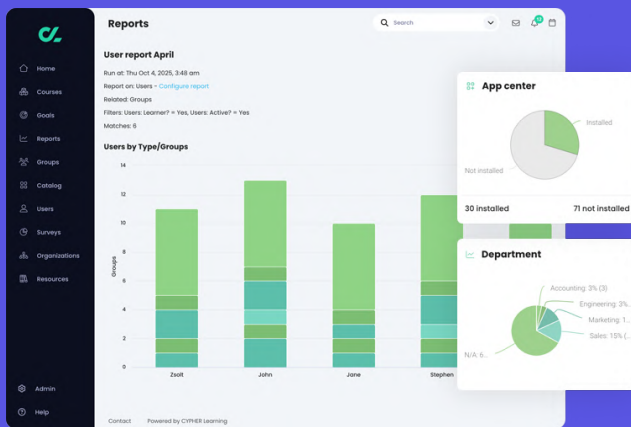 Reports
Search
Home
Courses
Goals
Reports
Groups
Catalog
Users
Surveys
Organizations
Resources
Admin
Help
User report April
Run at: Thu Oct 4, 2025, 3:48 am
Report on: Users - Configure report
Related: Groups
Filters: Users: Learner? = Yes, Users: Active? = Yes
Matches: 6
Users by Type/Groups
14
12
10
8
6
4
2
0
Groups
Zsolt
John
Jane
Stephen
Contact
Powered by CYPHER Learning
App center
Installed
Not installed
30 installed
71 not installed
Department
Accounting: 3% (3)
Engineering: 3%...
Marketing: 1...
Sales: 15% (...
N/A: 6...